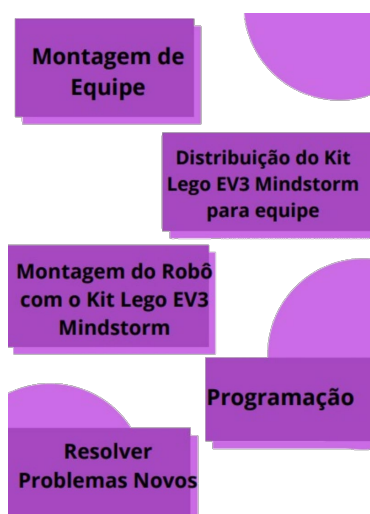 Montagem de
Equipe
Distribuição do Kit
Lego EV3 Mindstorm
para equipe
Montagem do Robô
com o Kit Lego EV3
Mindstorm
Programação
Resolver
Problemas Novos